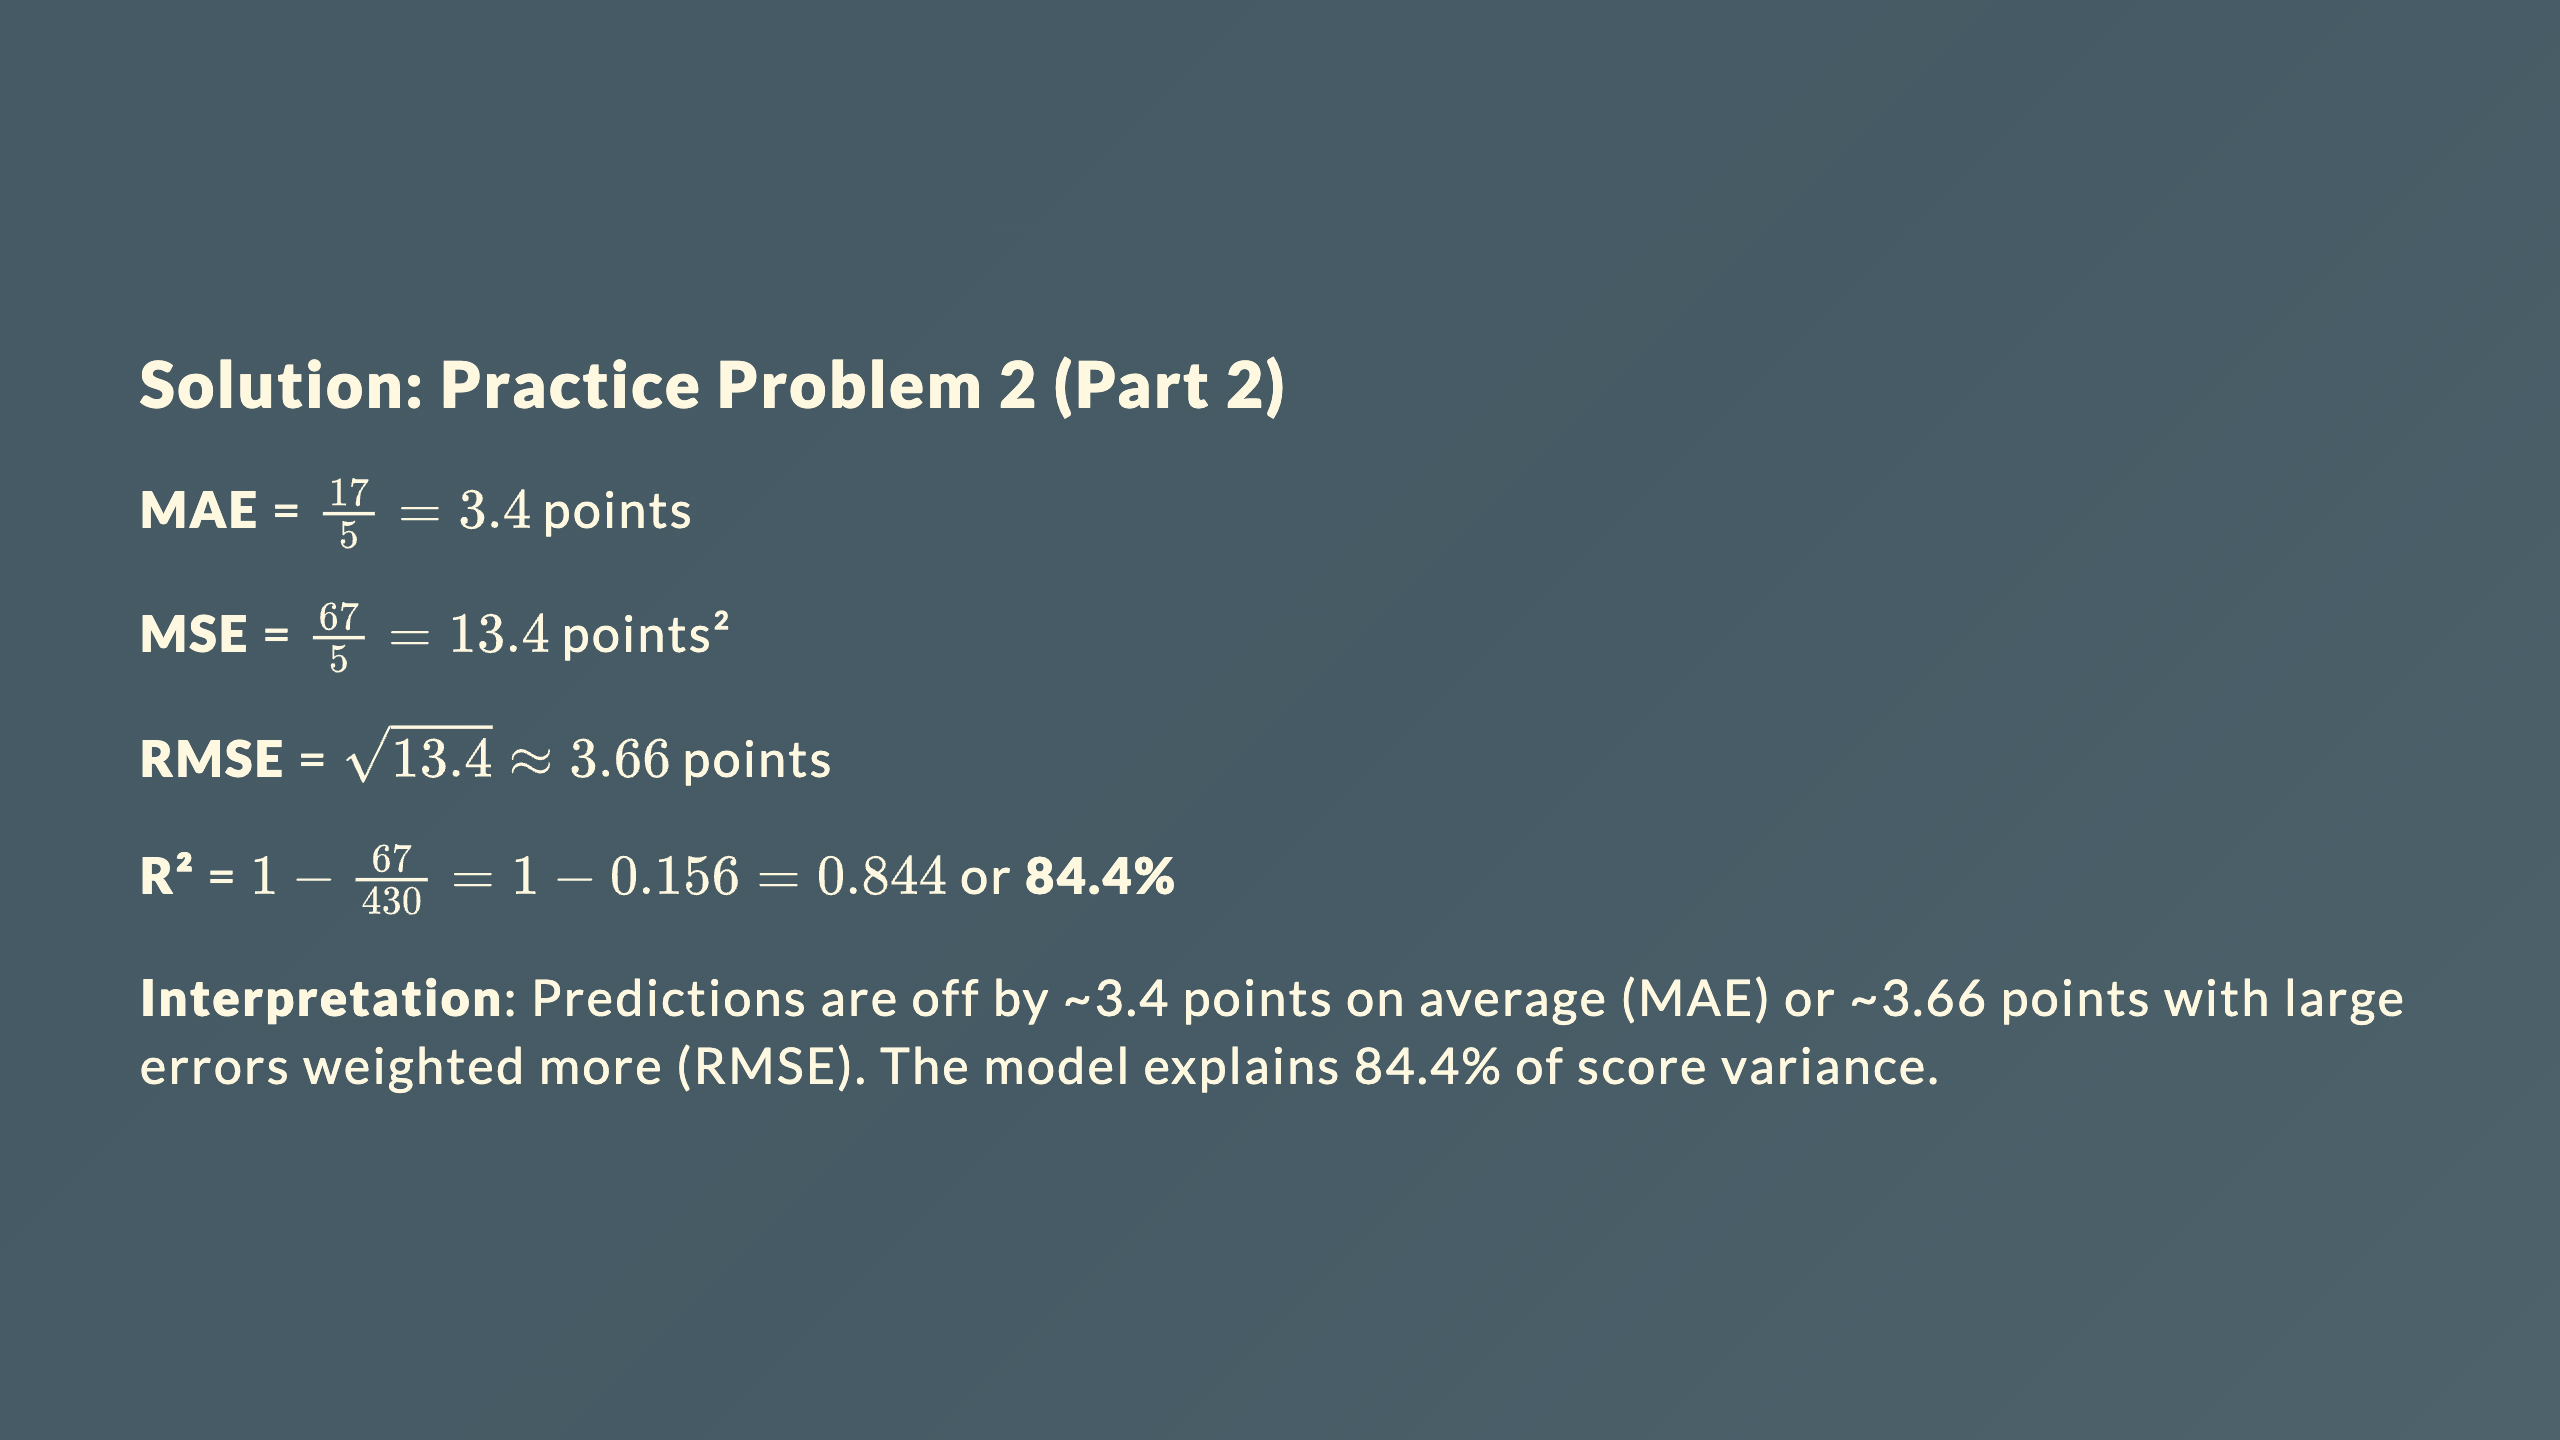 Solution: Practice Problem 2 (Part 2)
MAE = 17/5 = 3.4 points
MSE = 67/5 = 13.4 points²
RMSE = √13.4 ≈ 3.66 points
R² = 1 − 67/430 = 1 − 0.156 = 0.844 or 84.4%
Interpretation: Predictions are off by ~3.4 points on average (MAE) or ~3.66 points with large
errors weighted more (RMSE). The model explains 84.4% of score variance.